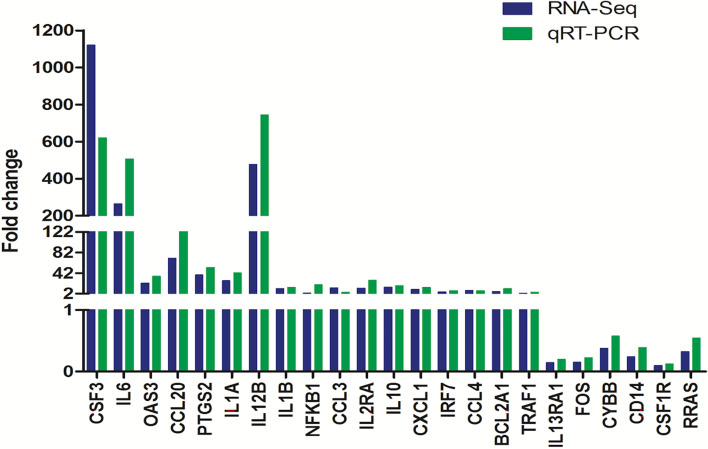 RNA-Seq
qRT-PCR
Fold change
1200
1000
800
600
400
200
122
82
42
2
1
0
CSF3
IL6
OAS3
CCL20
PTGS2
IL1A
IL12B
IL1B
NFKB1
CCL3
IL2RA
IL10
CXCL1
IRF7
CCL4
BCL2A1
TRAF1
IL13RA1
FOS
CYBB
CD14
CSF1R
RRAS